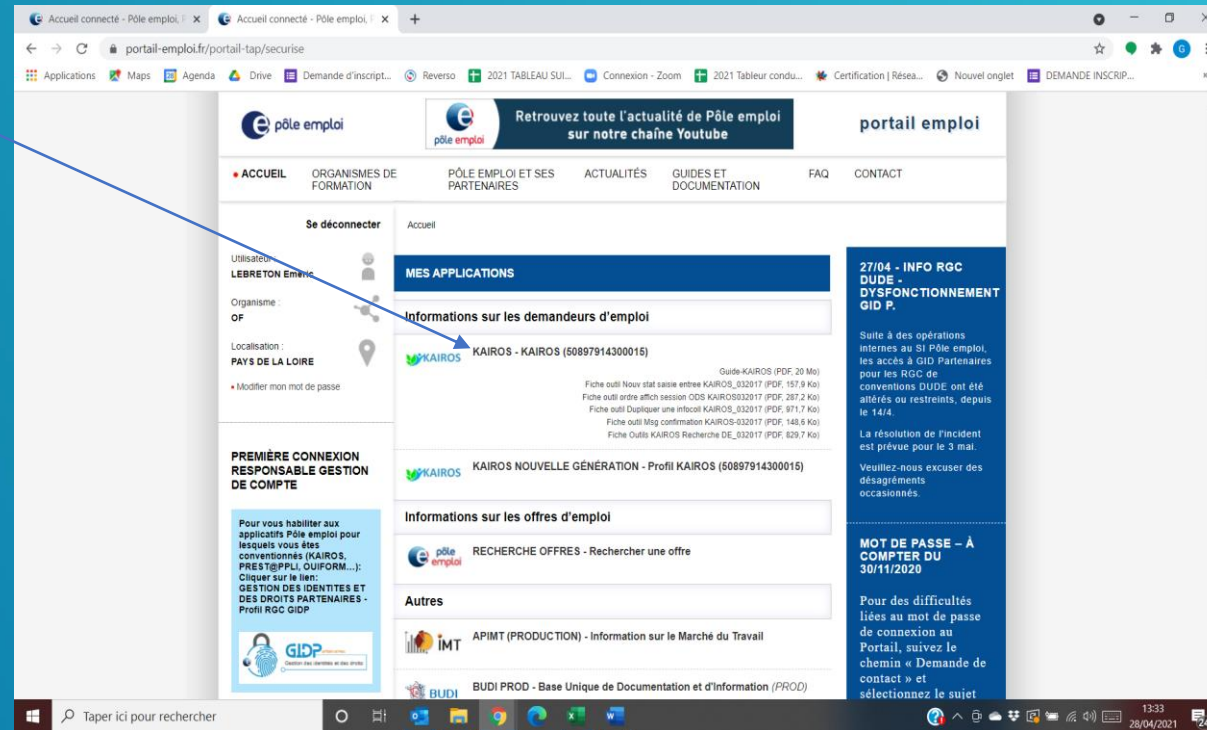 Accueil connecté - Pôle emploi,
Accueil connecté - Pôle emploi,
portail-emploi.fr/portail-tap/securise
G
Applications Maps Agenda Drive Demande d'inscript... Reverso 2021 TABLEAU SUI... Connexion - Zoom 2021 Tableur condu... Certification | Résea... Nouvel onglet DEMANDE INSCRIP...
pôle emploi
pôle emploi
Retrouvez toute l'actualité de Pôle emploi
sur notre chaîne Youtube
portail emploi
ACCUEIL
ORGANISMES DE
FORMATION
PÔLE EMPLOI ET SES
PARTENAIRES
ACTUALITÉS
GUIDES ET
DOCUMENTATION
FAQ
CONTACT
Se déconnecter
Utilisateur :
LEBRETON Emeric
Organisme :
OF
Localisation :
PAYS DE LA LOIRE
Modifier mon mot de passe
PREMIÈRE CONNEXION
RESPONSABLE GESTION
DE COMPTE
Pour vous habiliter aux
applicatifs Pôle emploi pour
lesquels vous êtes
conventionnés (KAIROS,
PREST@PPLI, OUIFORM...):
Cliquer sur le lien:
GESTION DES IDENTITES ET
DES DROITS PARTENAIRES -
Profil RGC GIDP
GIDP
Gestion des identités et des droits
Accueil
MES APPLICATIONS
Informations sur les demandeurs d'emploi
KAIROS
KAIROS - KAIROS (50897914300015)
Guide-KAIROS (PDF, 20 Mo)
Fiche outil Nouv stat saisie entree KAIROS_032017 (PDF, 157,9 Ko)
Fiche outil ordre affich session ODS KAIROS032017 (PDF, 287,2 Ko)
Fiche outil Dupliquer une infocoll KAIROS_032017 (PDF, 971,7 Ko)
Fiche outil Msg confirmation KAIROS-032017 (PDF, 148,6 Ko)
Fiche Outils KAIROS Recherche DE_032017 (PDF, 829,7 Ko)
KAIROS
KAIROS NOUVELLE GÉNÉRATION - Profil KAIROS (50897914300015)
Informations sur les offres d'emploi
pôle emploi
RECHERCHE OFFRES - Rechercher une offre
Autres
IMT
APIMT (PRODUCTION) - Information sur le Marché du Travail
BUDI
BUDI PROD - Base Unique de Documentation et d'Information (PROD)
27/04 - INFO RGC
DUDE -
DYSFONCTIONNEMENT
GID P.
Suite à des opérations
internes au SI Pôle emploi,
les accès à GID Partenaires
pour les RGC de
conventions DUDE ont été
altérés ou restreints, depuis
le 14/4.
La résolution de l'incident
est prévue pour le 3 mai.
Veuillez-nous excuser des
désagréments
occasionnés.
MOT DE PASSE – À
COMPTER DU
30/11/2020
Pour des difficultés
liées au mot de passe
de connexion au
Portail, suivez le
chemin « Demande de
contact » et
sélectionnez le sujet
Taper ici pour rechercher
13:33
28/04/2021